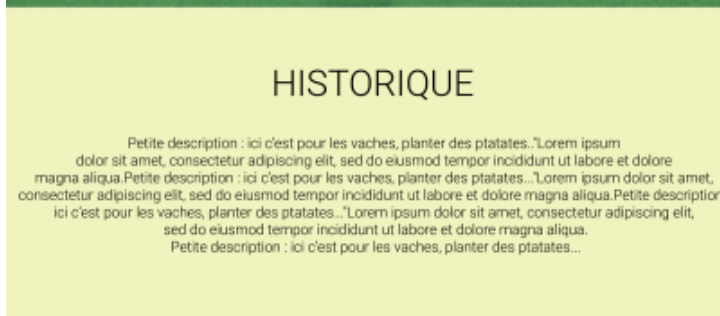 HISTORIQUE
Petite description : ici c'est pour les vaches, planter des ptatates.."Lorem ipsum
dolor sit amet, consectetur adipiscing elit, sed do eiusmod tempor incididunt ut labore et dolore
magna aliqua.Petite description : ici c'est pour les vaches, planter des ptatates..."Lorem ipsum dolor sit amet,
consectetur adipiscing elit, sed do eiusmod tempor incididunt ut labore et dolore magna aliqua.Petite description
ici c'est pour les vaches, planter des ptatates..."Lorem ipsum dolor sit amet, consectetur adipiscing elit,
sed do eiusmod tempor incididunt ut labore et dolore magna aliqua.
Petite description : ici c'est pour les vaches, planter des ptatates...